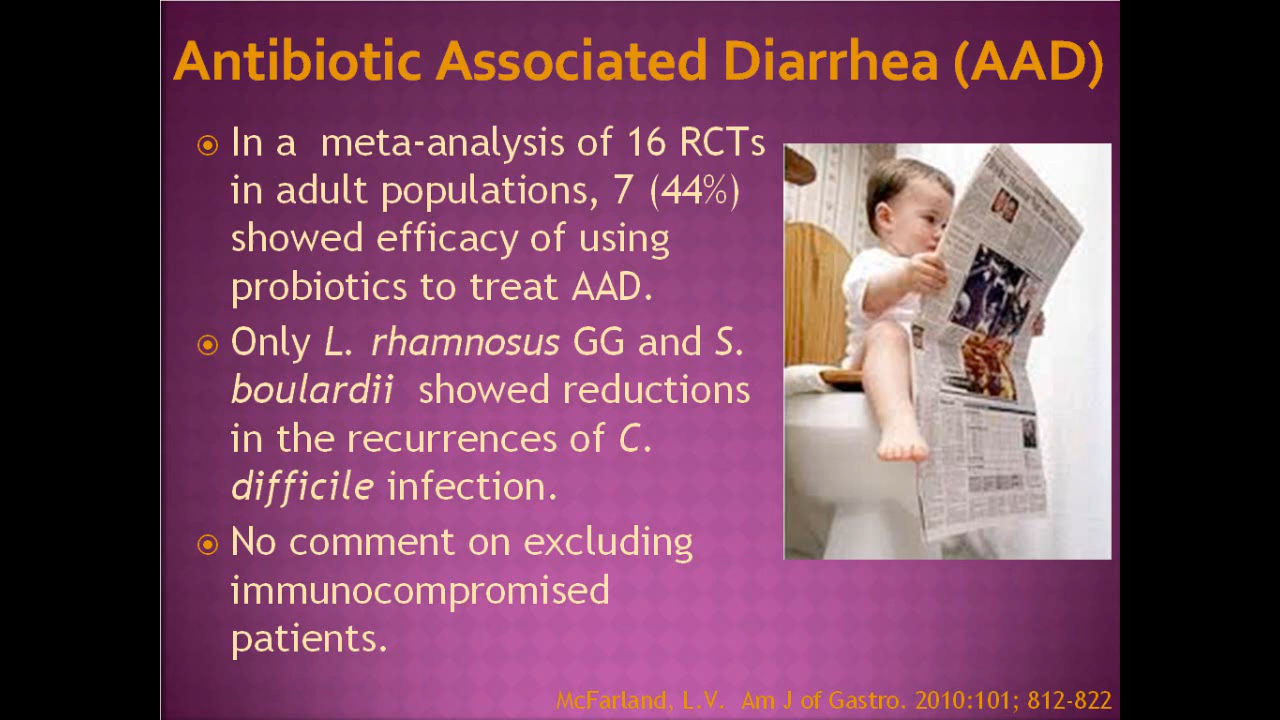 Antibiotic Associated Diarrhea (AAD)
In a meta-analysis of 16 RCTs
in adult populations, 7 (44%)
showed efficacy of using
probiotics to treat AAD.
Only L. rhamnosus GG and S.
boulardii showed reductions
in the recurrences of C.
difficile infection.
No comment on excluding
immunocompromised
patients.
McFarland, L.V. Am J of Gastro. 2010:101; 812-822